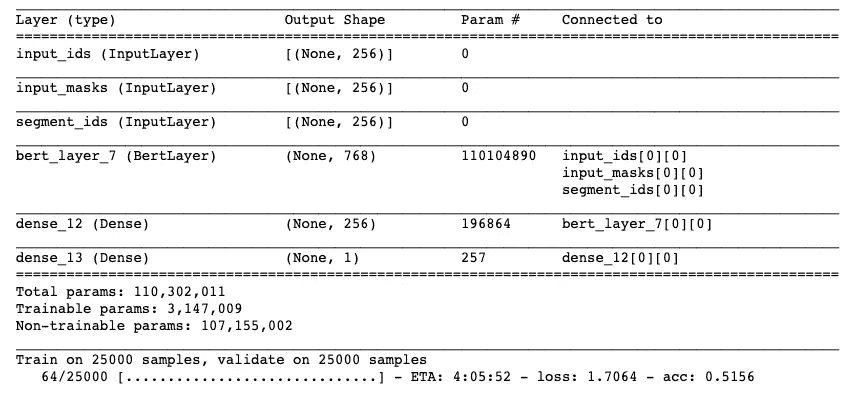 Layer (type) Output Shape Param # Connected to
input_ids (InputLayer) [(None, 256)] 0
input_masks (InputLayer) [(None, 256)] 0
segment_ids (InputLayer) [(None, 256)] 0
bert_layer_7 (BertLayer) (None, 768) 110104890 input_ids[0][0]
input_masks[0][0]
segment_ids[0][0]
dense_12 (Dense) (None, 256) 196864 bert_layer_7[0][0]
dense_13 (Dense) (None, 1) 257 dense_12[0][0]
Total params: 110,302,011
Trainable params: 3,147,009
Non-trainable params: 107,155,002
Train on 25000 samples, validate on 25000 samples
64/25000 [..............................] - ETA: 4:05:52 - loss: 1.7064 - acc: 0.5156